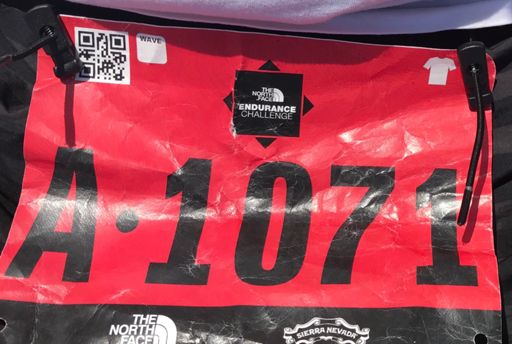 WAVE
THE
NORTH
FACE
ENDURANCE
CHALLENGE
A·1071
THE
NORTH
FACE
SIERRA NEVADA